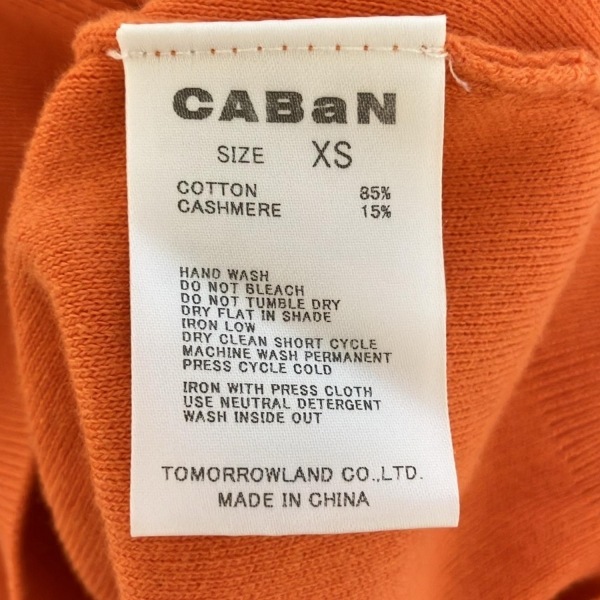 CABaN
SIZE XS
COTTON 85%
CASHMERE 15%
HAND WASH
DO NOT BLEACH
DO NOT TUMBLE DRY
DRY FLAT IN SHADE
IRON LOW
DRY CLEAN SHORT CYCLE
MACHINE WASH PERMANENT
PRESS CYCLE COLD
IRON WITH PRESS CLOTH
USE NEUTRAL DETERGENT
WASH INSIDE OUT
TOMORROWLAND CO.,LTD.
MADE IN CHINA